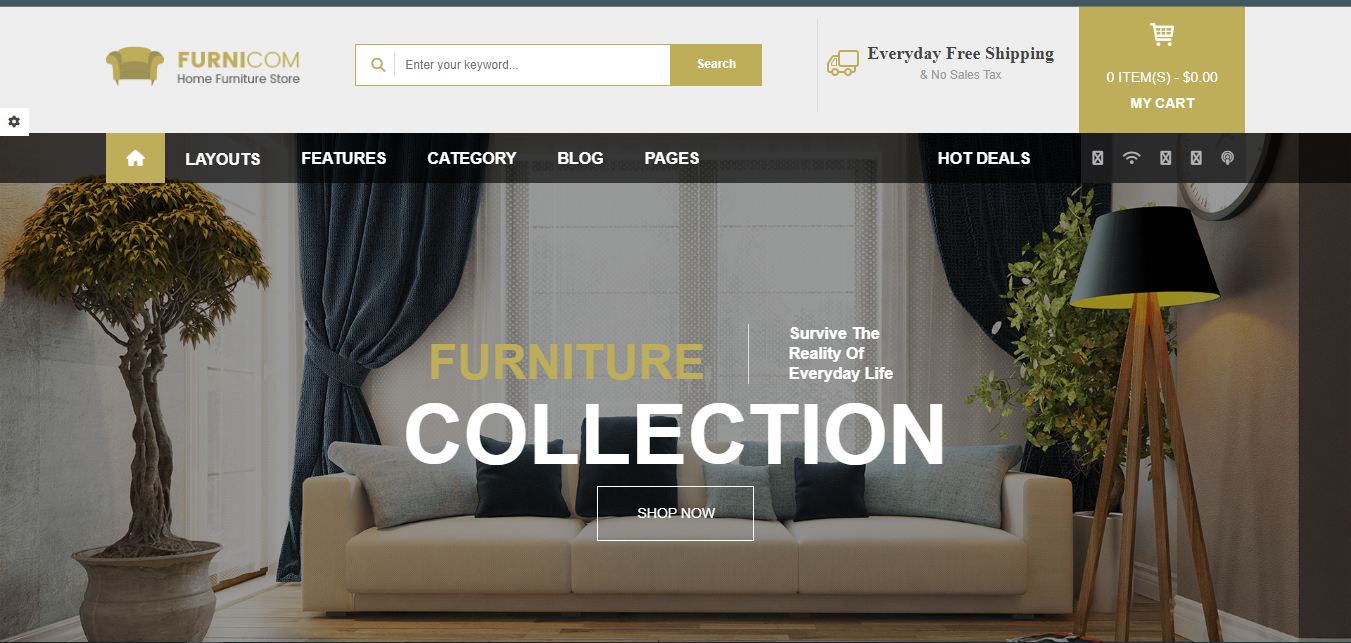 FURNICOM
Home Furniture Store
Enter your keyword...
Search
Everyday Free Shipping
& No Sales Tax
0 ITEM(S) - $0.00
MY CART
LAYOUTS
FEATURES
CATEGORY
BLOG
PAGES
HOT DEALS
FURNITURE
Survive The
Reality Of
Everyday Life
COLLECTION
SHOP NOW